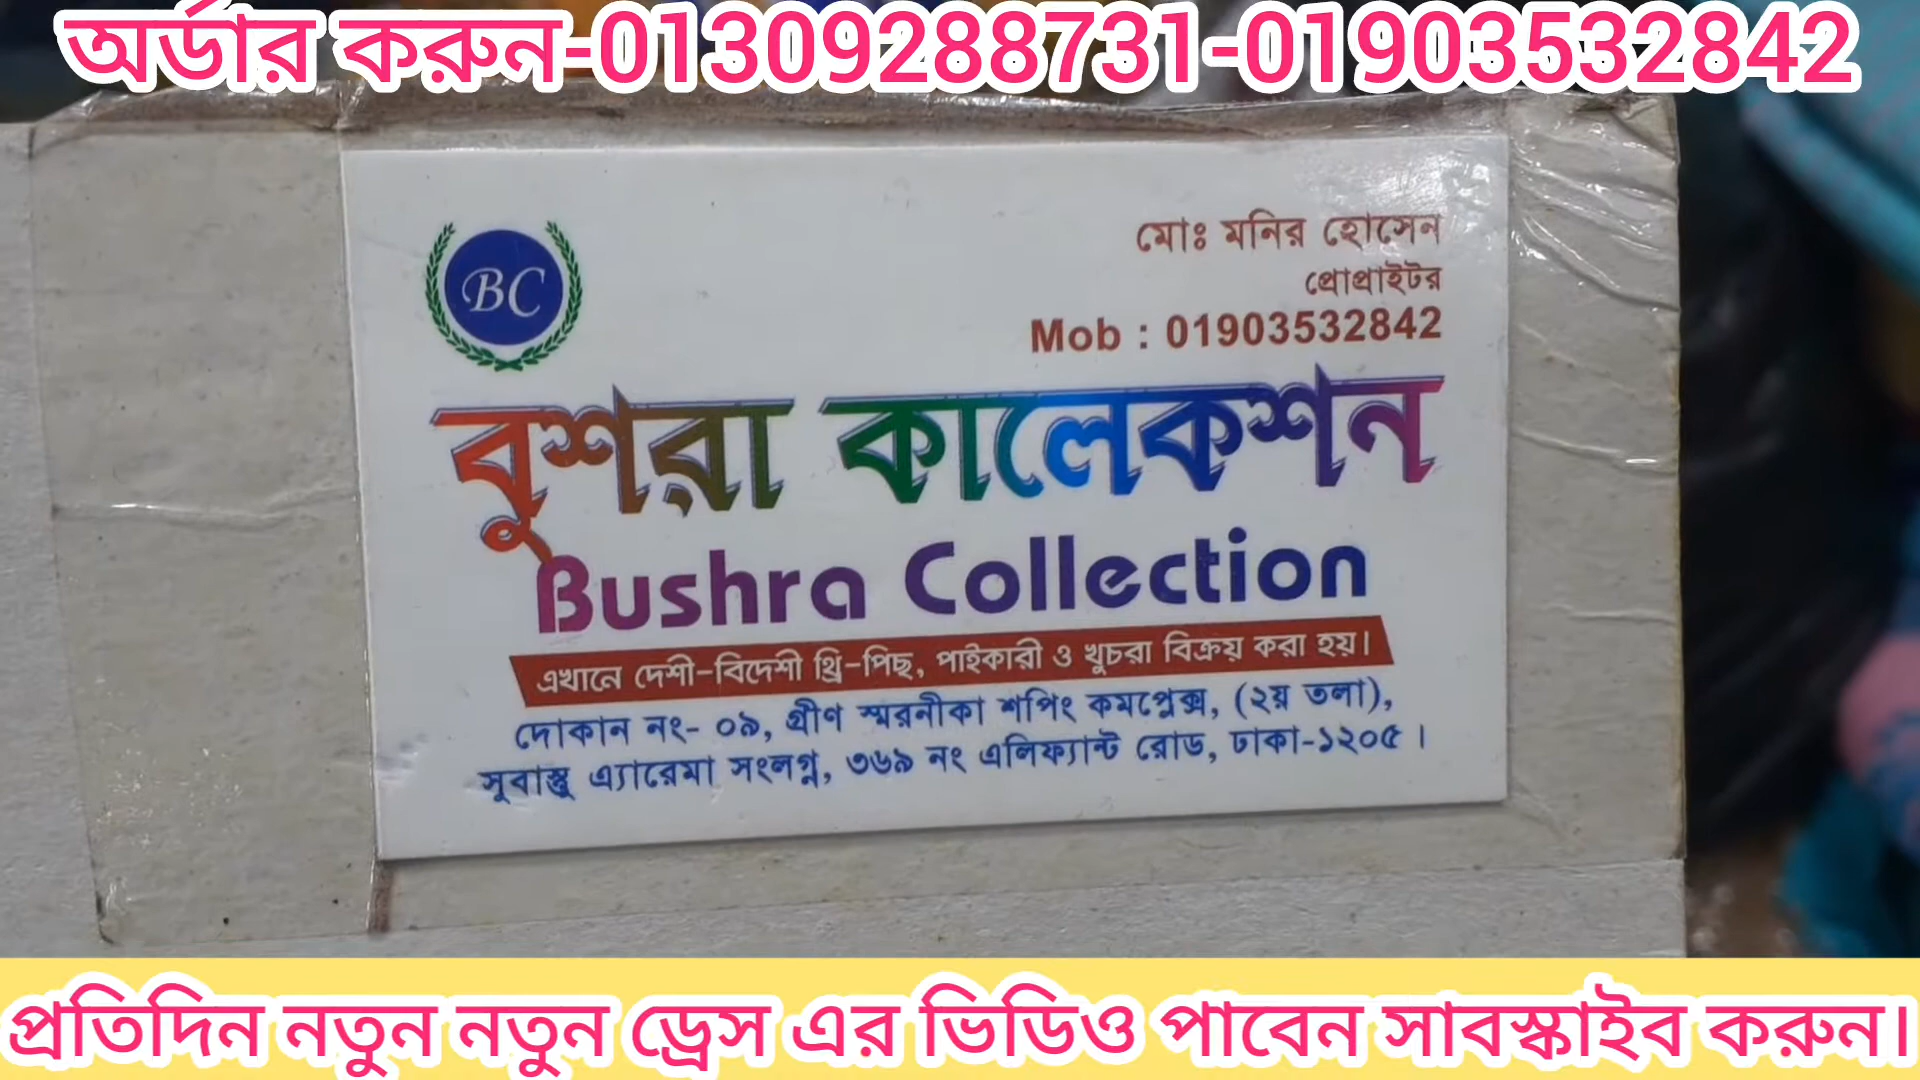 অর্ডার করুন-01309288731-01903532842
BC
মোঃ মনির হোসেন
প্রোপ্রাইটর
Mob : 01903532842
বুশরা কালেকশন
Bushra Collection
এখানে দেশী-বিদেশী থ্রি-পিছ, পাইকারী ও খুচরা বিক্রয় করা হয়।
দোকান নং- ০৯, গ্রীণ স্মরনীকা শপিং কমপ্লেক্স, (২য় তলা),
সুবাস্তু এ্যারেমা সংলগ্ন, ৩৬৯ নং এলিফ্যান্ট রোড, ঢাকা-১২০৫।
প্রতিদিন নতুন নতুন ড্রেস এর ভিডিও পাবেন সাবস্কাইব করুন।